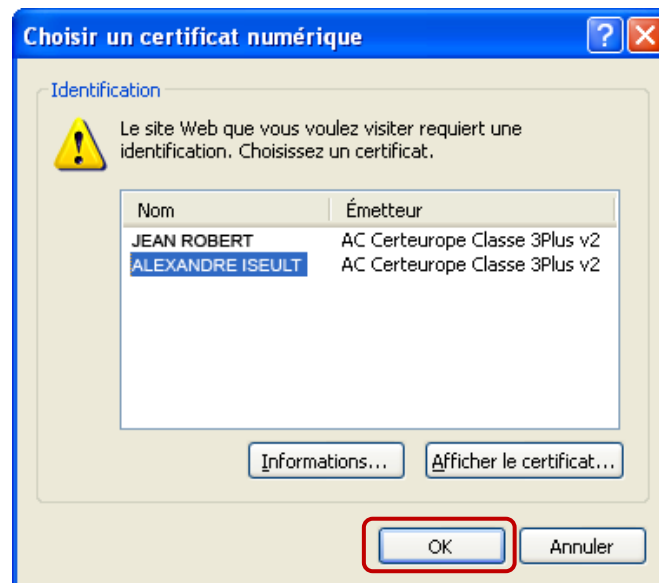 Choisir un certificat numérique
Identification
Le site Web que vous voulez visiter requiert une
identification. Choisissez un certificat.
Nom Émetteur
JEAN ROBERT AC Certeurope Classe 3Plus v2
ALEXANDRE ISEULT AC Certeurope Classe 3Plus v2
Informations... Afficher le certificat...
OK Annuler